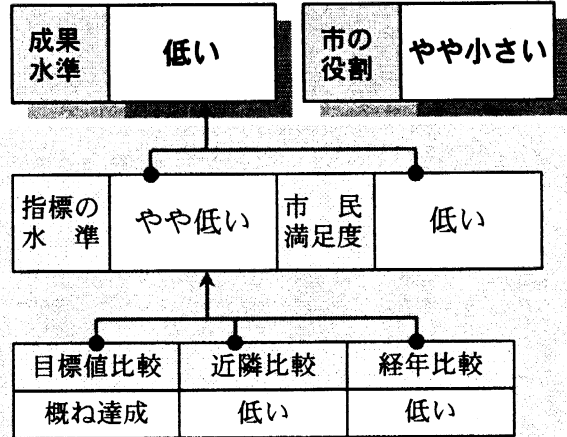 成果
水準
低い
市の
役割
やや小さい
指標の
水 準
やや低い
市 民
満足度
低い
目標値比較 近隣比較 経年比較
概ね達成 低い 低い